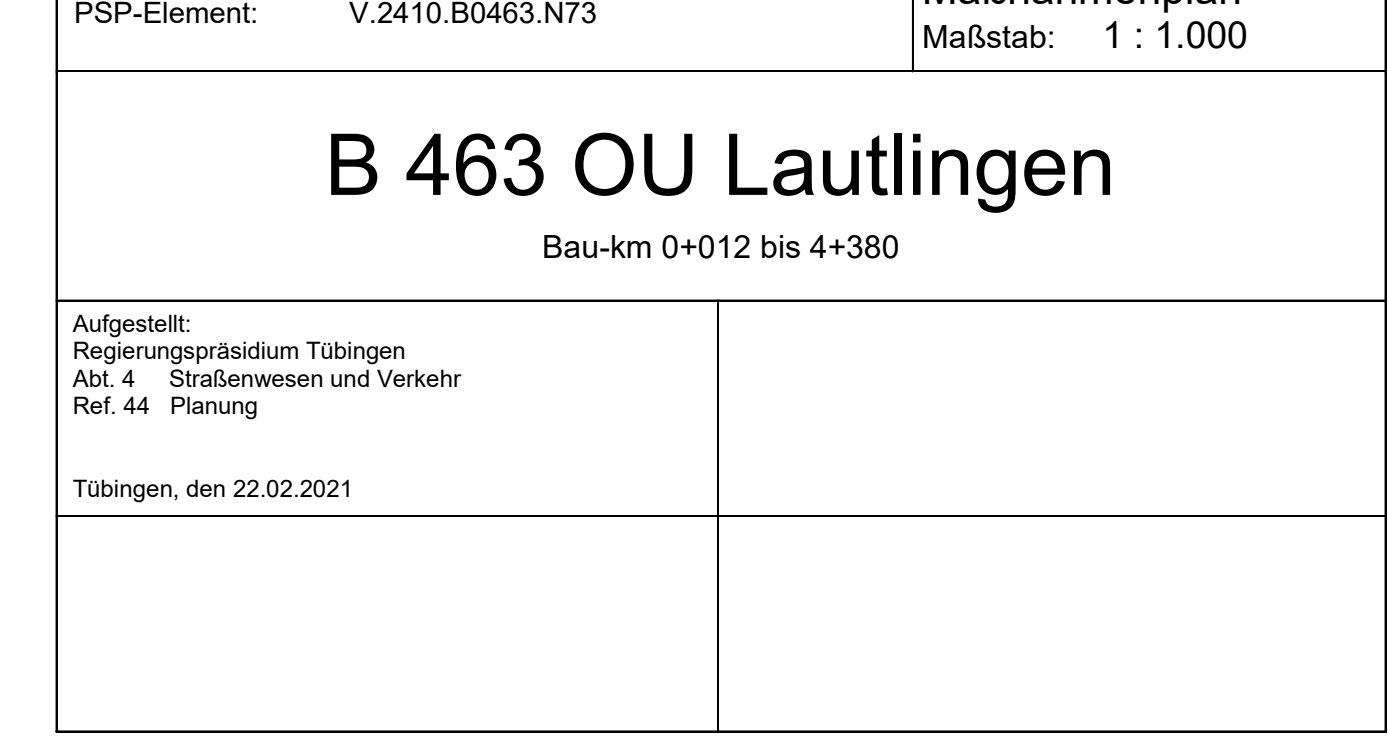 PSP-Element: V.2410.B0463.N73
Maßnahmenplan
Maßstab: 1 : 1.000
B 463 OU Lautlingen
Bau-km 0+012 bis 4+380
Aufgestellt:
Regierungspräsidium Tübingen
Abt. 4 Straßenwesen und Verkehr
Ref. 44 Planung
Tübingen, den 22.02.2021